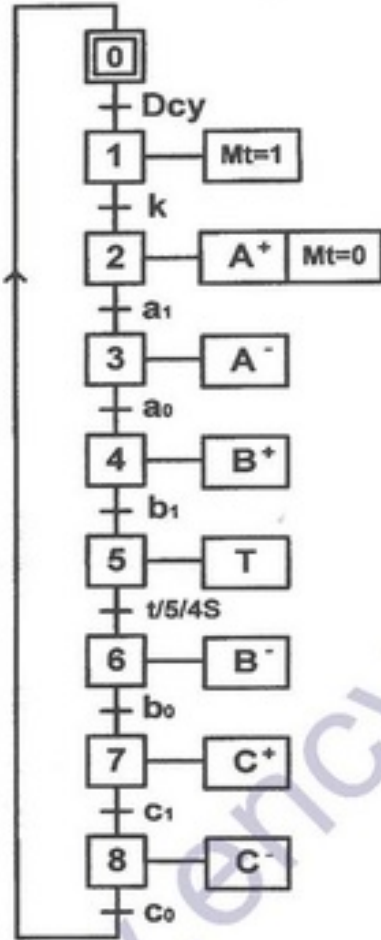 0
Dcy
1 Mt=1
k
2 A⁺ Mt=0
a₁
3 A⁻
a₀
4 B⁺
b₁
5 T
t/5/4S
6 B⁻
b₀
7 C⁺
c₁
8 C⁻
c₀
ency